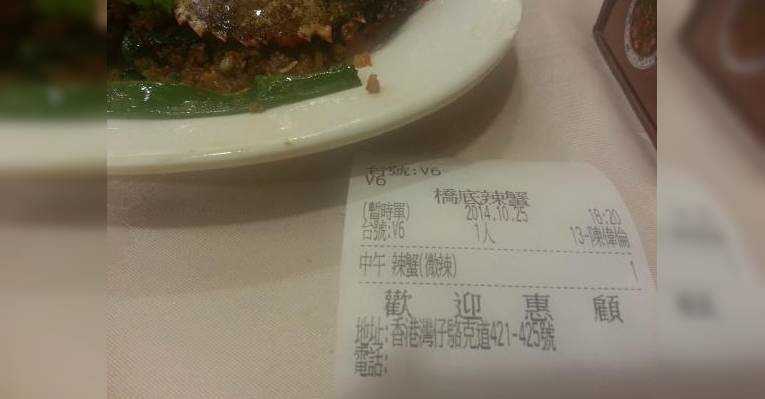 台號:V6
V6
橋底辣蟹
(暫時單) 2014.10.25 18:20
台號:V6 1人 13-陳偉倫
中午 辣蟹(微辣) 1
歡迎惠顧
地址:香港灣仔駱克道421-425號
電話: